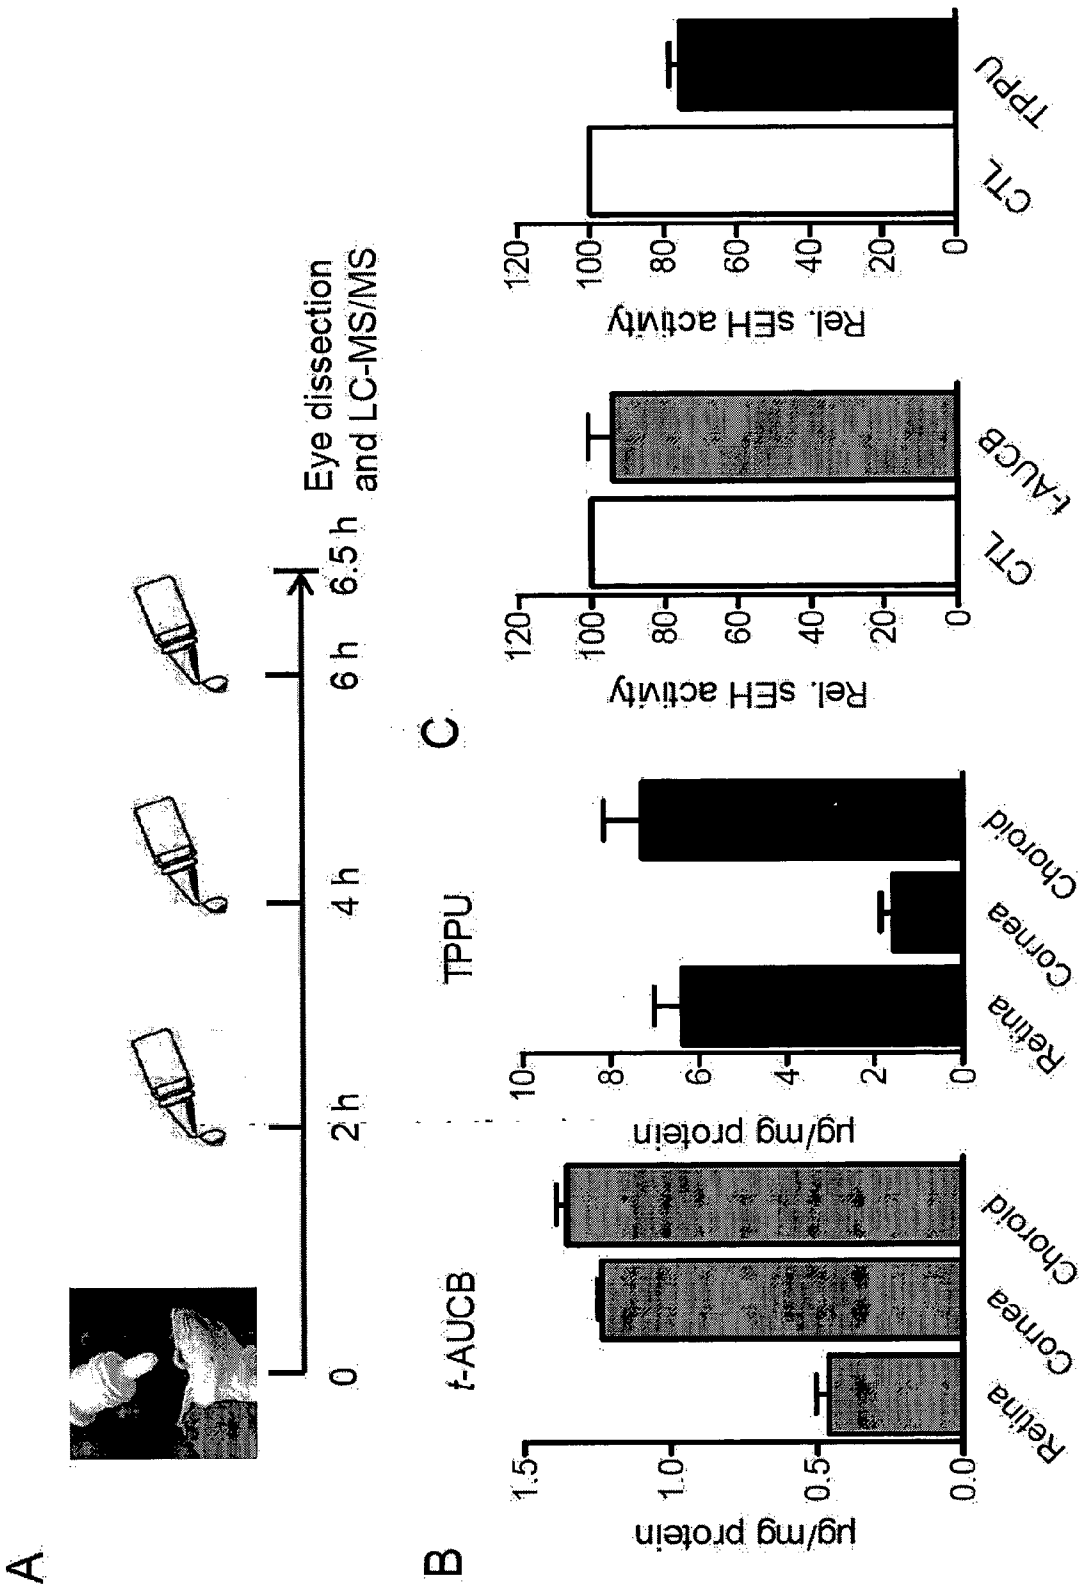 A
0
2 h
4 h
6 h
6.5 h
Eye dissection
and LC-MS/MS
B
t-AUCB
µg/mg protein
1.5
1.0
0.5
0.0
Retina
Cornea
Choroid
TPPU
µg/mg protein
10
8
6
4
2
0
Retina
Cornea
Choroid
C
Rel. sEH activity
120
100
80
60
40
20
0
CTL
t-AUCB
Rel. sEH activity
120
100
80
60
40
20
0
CTL
TPPU